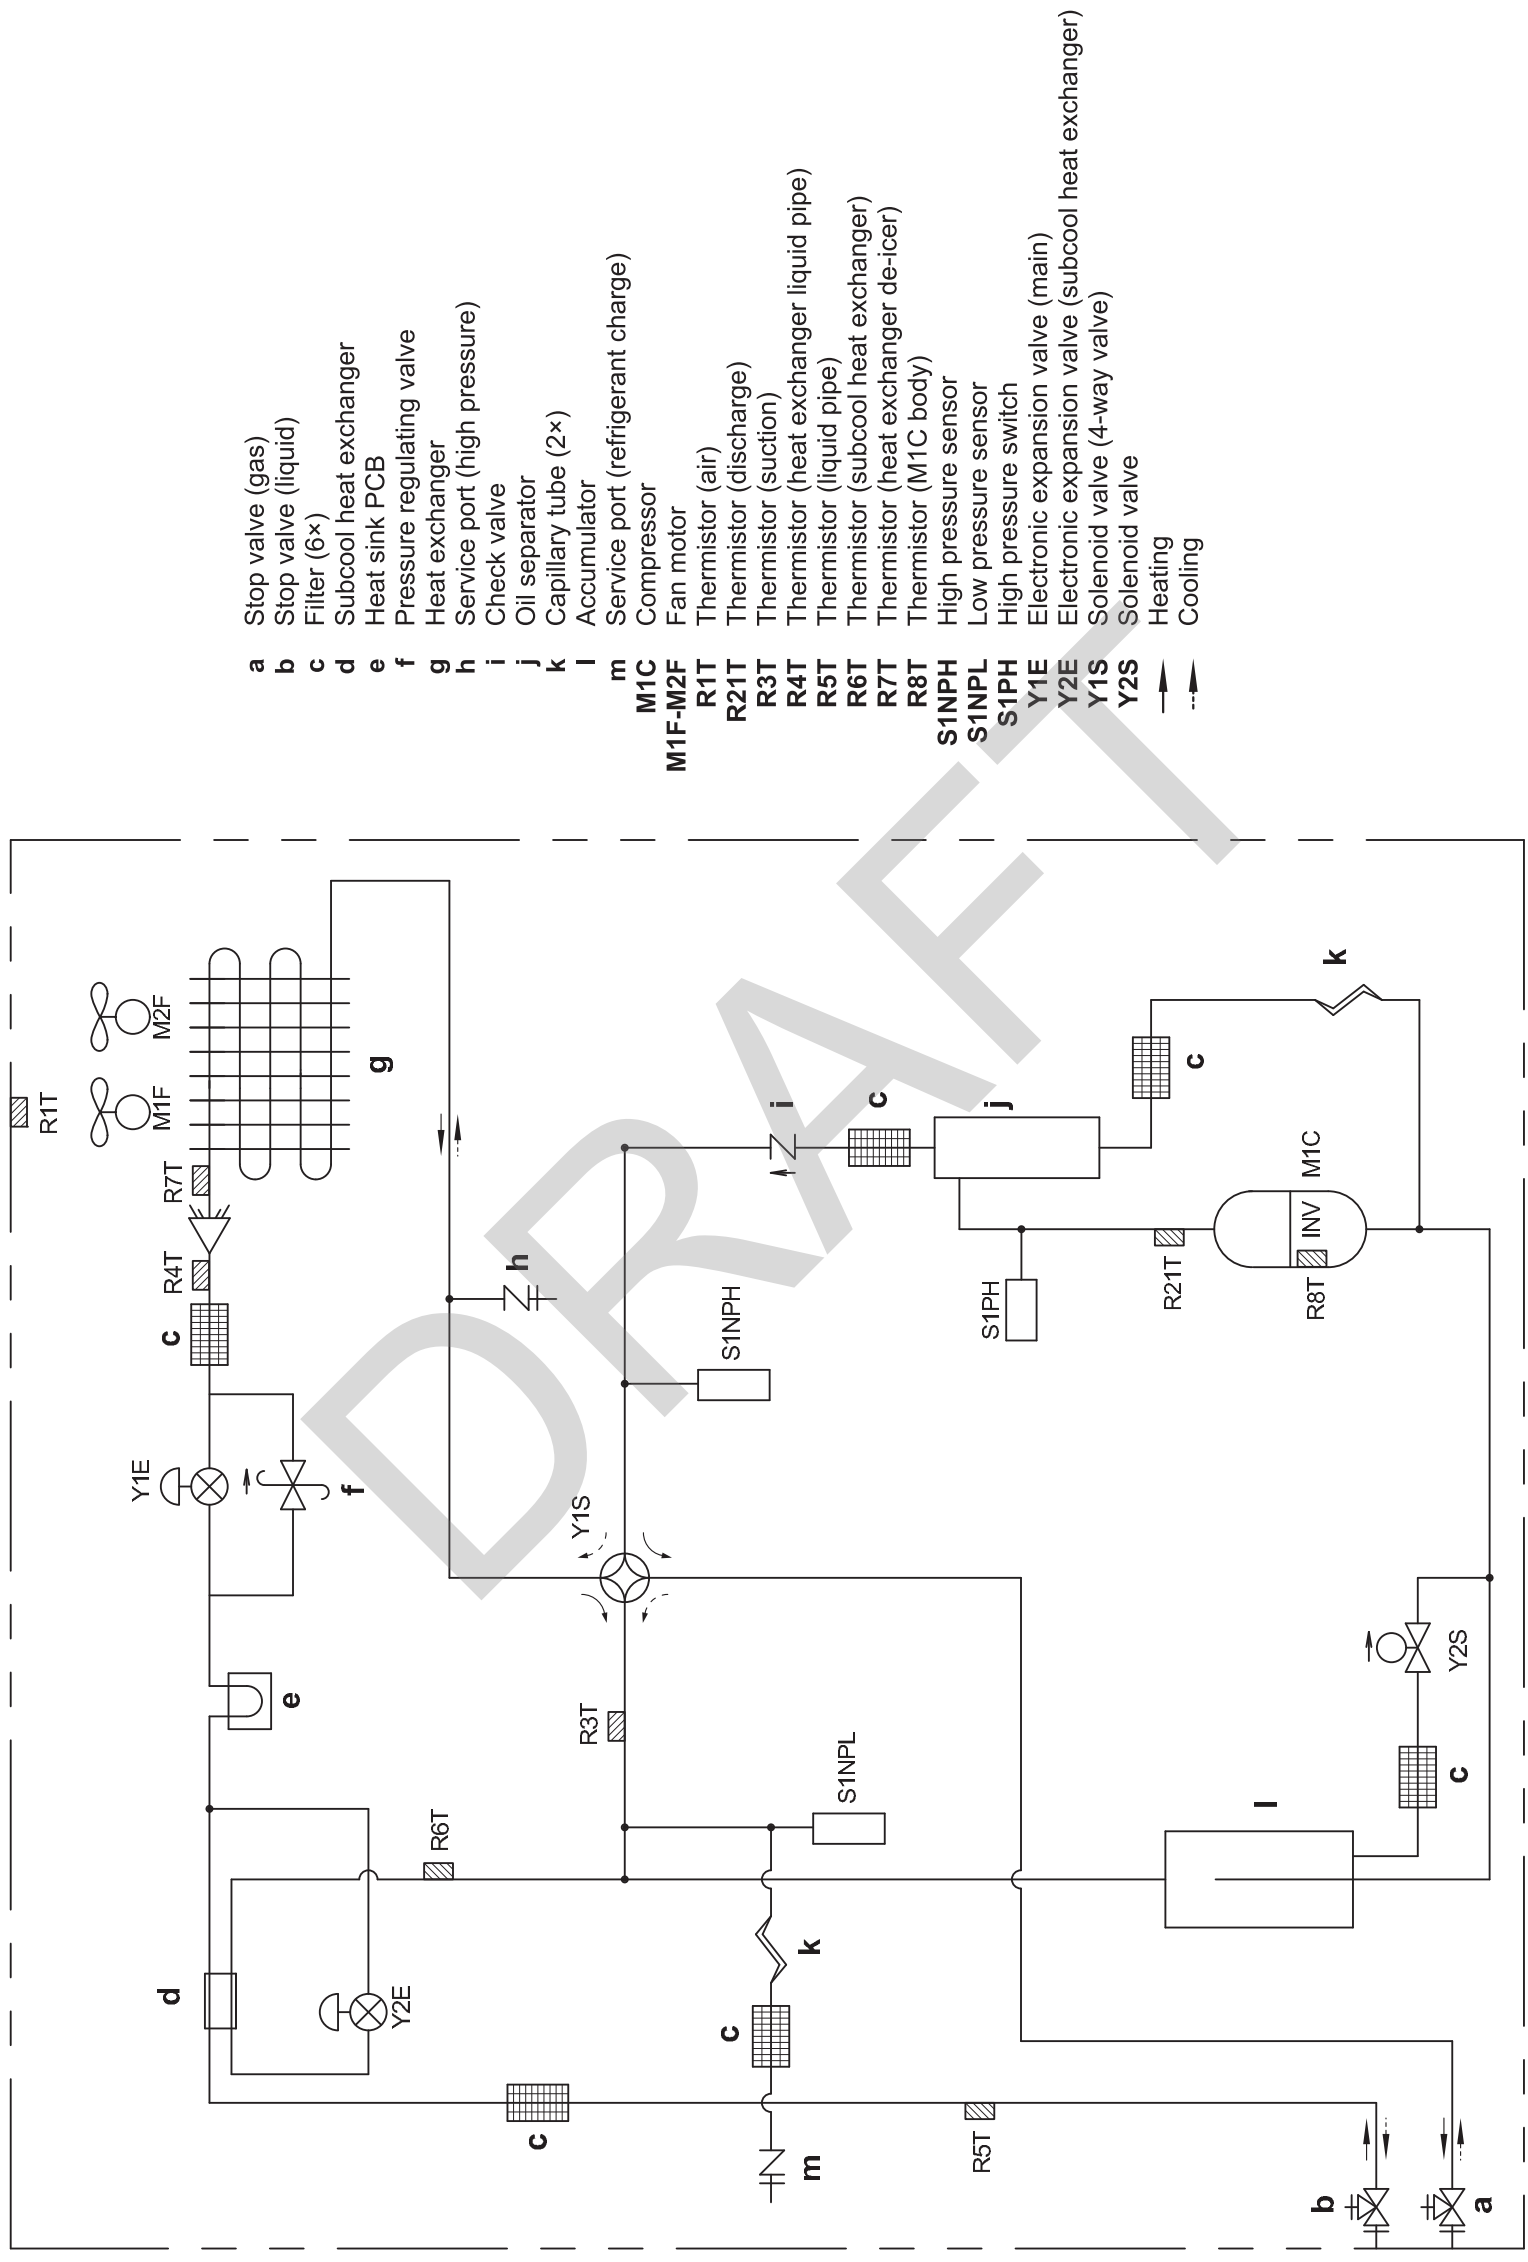 R1T
M1F
M2F
R7T
R4T
c
g
Y1E
f
e
d
Y2E
R6T
h
Y1S
R3T
S1NPH
S1NPL
i
c
j
c
k
S1PH
R21T
INV
M1C
R8T
k
c
m
c
R5T
l
c
Y2S
b
a
a Stop valve (gas)
b Stop valve (liquid)
c Filter (6×)
d Subcool heat exchanger
e Heat sink PCB
f Pressure regulating valve
g Heat exchanger
h Service port (high pressure)
i Check valve
j Oil separator
k Capillary tube (2×)
l Accumulator
m Service port (refrigerant charge)
M1C Compressor
M1F-M2F Fan motor
R1T Thermistor (air)
R21T Thermistor (discharge)
R3T Thermistor (suction)
R4T Thermistor (heat exchanger liquid pipe)
R5T Thermistor (liquid pipe)
R6T Thermistor (subcool heat exchanger)
R7T Thermistor (heat exchanger de-icer)
R8T Thermistor (M1C body)
S1NPH High pressure sensor
S1NPL Low pressure sensor
S1PH High pressure switch
Y1E Electronic expansion valve (main)
Y2E Electronic expansion valve (subcool heat exchanger)
Y1S Solenoid valve (4-way valve)
Y2S Solenoid valve
Heating
Cooling
DRAFT